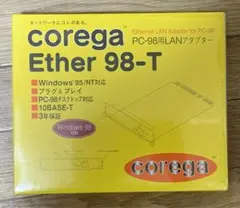 ネットワークにコレがある。
corega
Ethernet LAN Adapter for PC-98
PC-98用LANアダプター
Ether 98-T
■Windows 95/NT対応
■プラグ&プレイ
■PC-98デスクトップ対応
■10BASE-T
■3年保証
Windows 98
corega